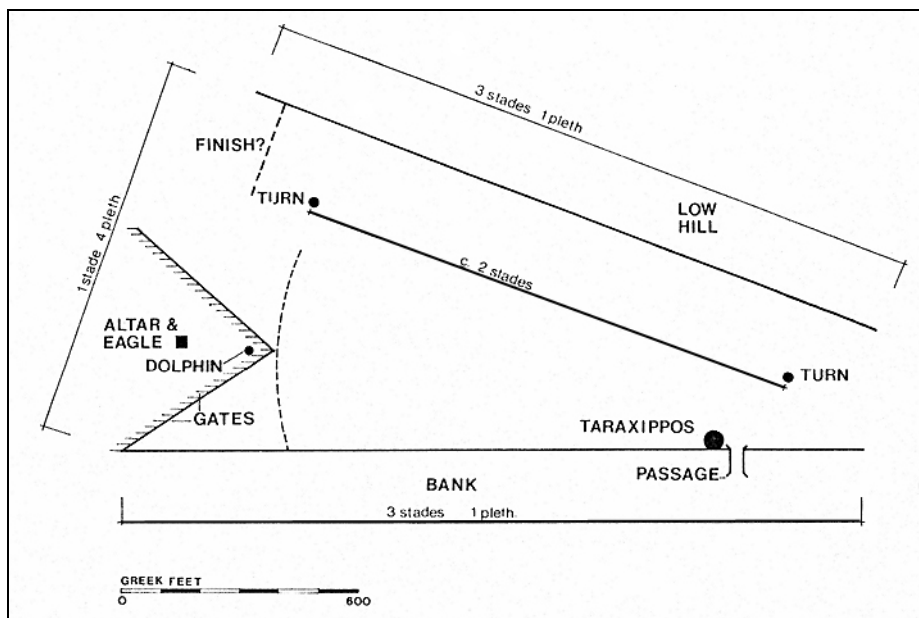 3 stades 1 pleth
FINISH?
TURN
LOW
HILL
1 stade 4 pleth
c. 2 stades
ALTAR &
EAGLE
DOLPHIN
TURN
GATES
TARAXIPPOS
PASSAGE
BANK
3 stades 1 pleth.
GREEK FEET
0 600